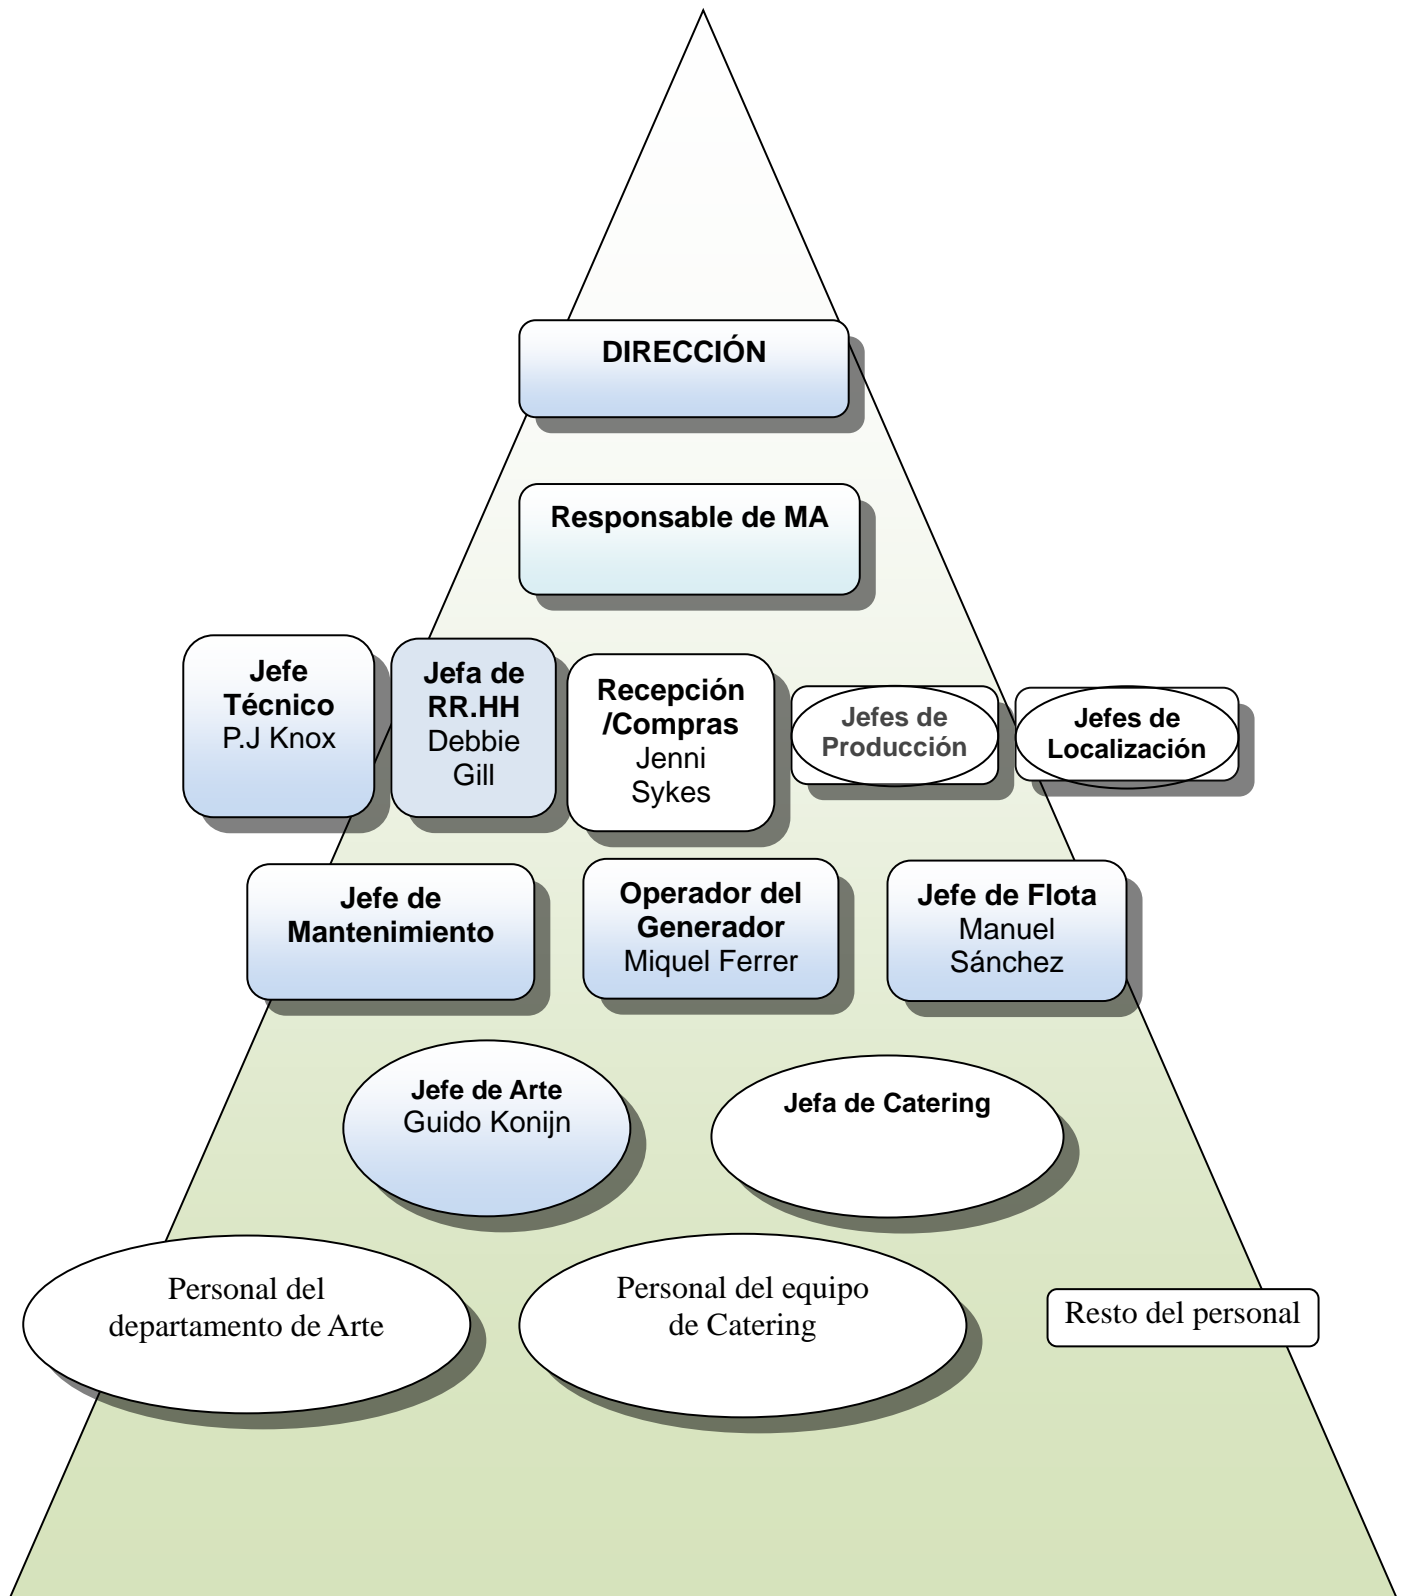 DIRECCIÓN
Responsable de MA
Jefe
Técnico
P.J Knox
Jefa de
RR.HH
Debbie
Gill
Recepción
/Compras
Jenni
Sykes
Jefes de
Producción
Jefes de
Localización
Jefe de
Mantenimiento
Operador del
Generador
Miquel Ferrer
Jefe de Flota
Manuel
Sánchez
Jefe de Arte
Guido Konijn
Jefa de Catering
Personal del
departamento de Arte
Personal del equipo
de Catering
Resto del personal